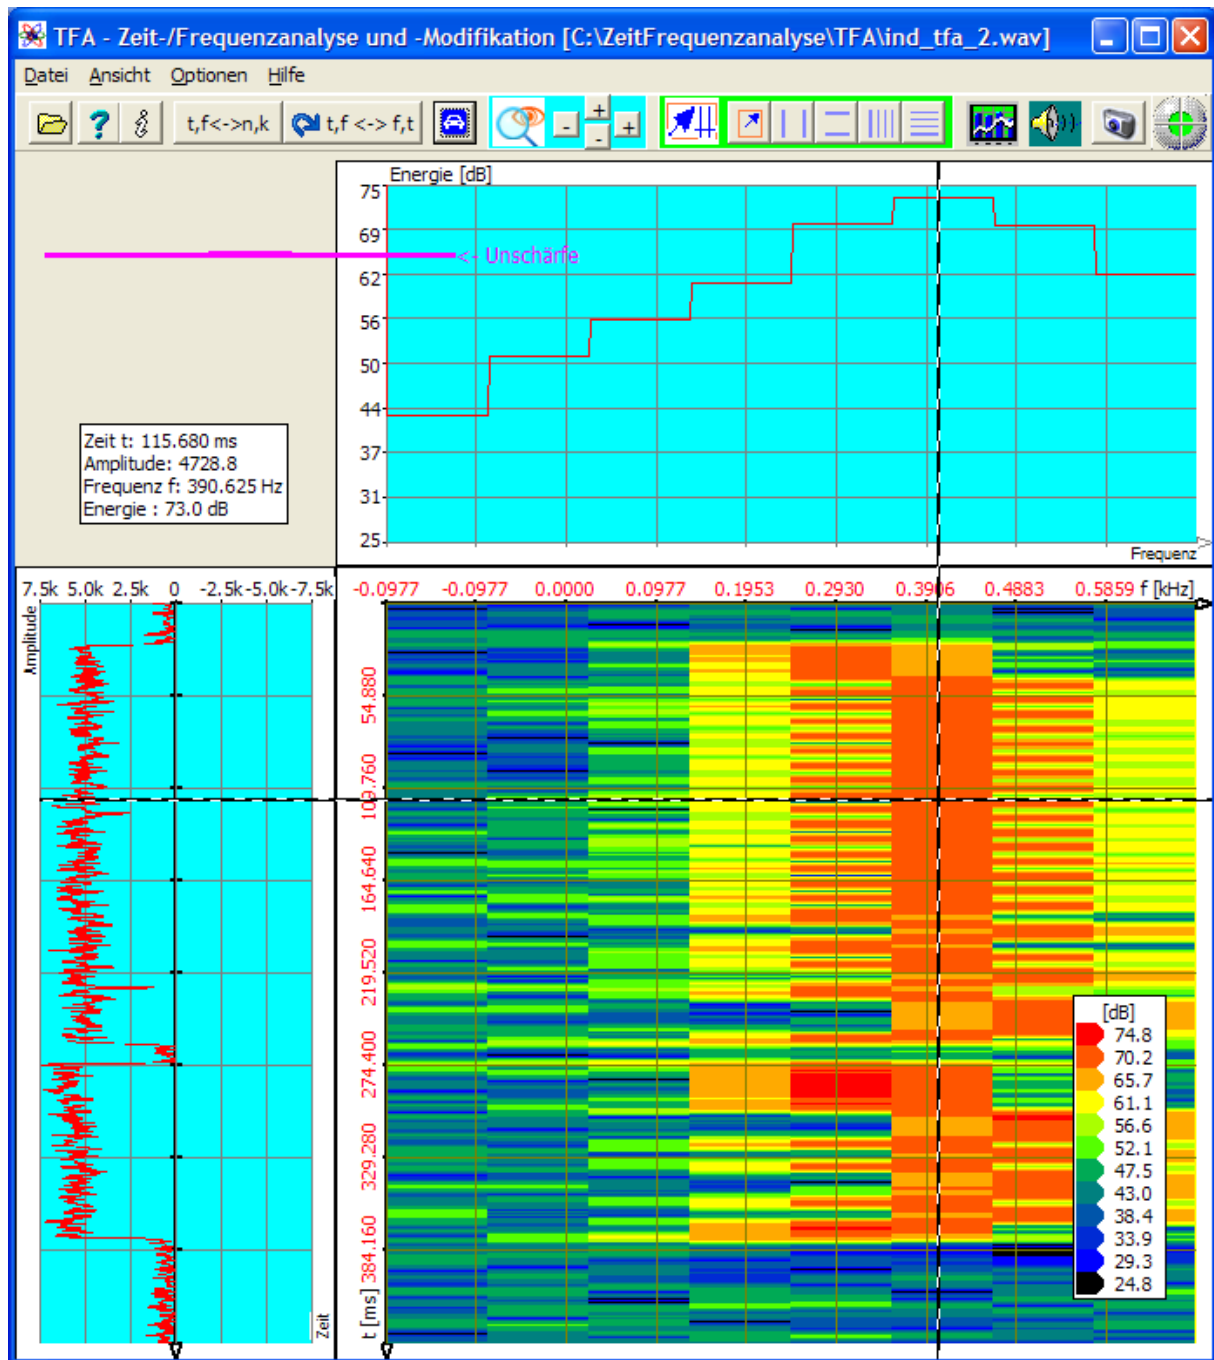 TFA - Zeit-/Frequenzanalyse und -Modifikation [C:\ZeitFrequenzanalyse\TFA\ind_tfa_2.wav]
Datei Ansicht Optionen Hilfe
t,f<->n,k t,f <-> f,t - + - +
Energie [dB]
75
69
<- Unschärfe
62
56
50
44
37
31
25
Frequenz
Zeit t: 115.680 ms
Amplitude: 4728.8
Frequenz f: 390.625 Hz
Energie : 73.0 dB
7.5k 5.0k 2.5k 0 -2.5k -5.0k -7.5k
Amplitude
Zeit
-0.0977 -0.0977 0.0000 0.0977 0.1953 0.2930 0.3906 0.4883 0.5859 f [kHz]
54.880
109.760
164.640
219.520
274.400
329.280
384.160
t [ms]
[dB]
74.8
70.2
65.7
61.1
56.6
52.1
47.5
43.0
38.4
33.9
29.3
24.8